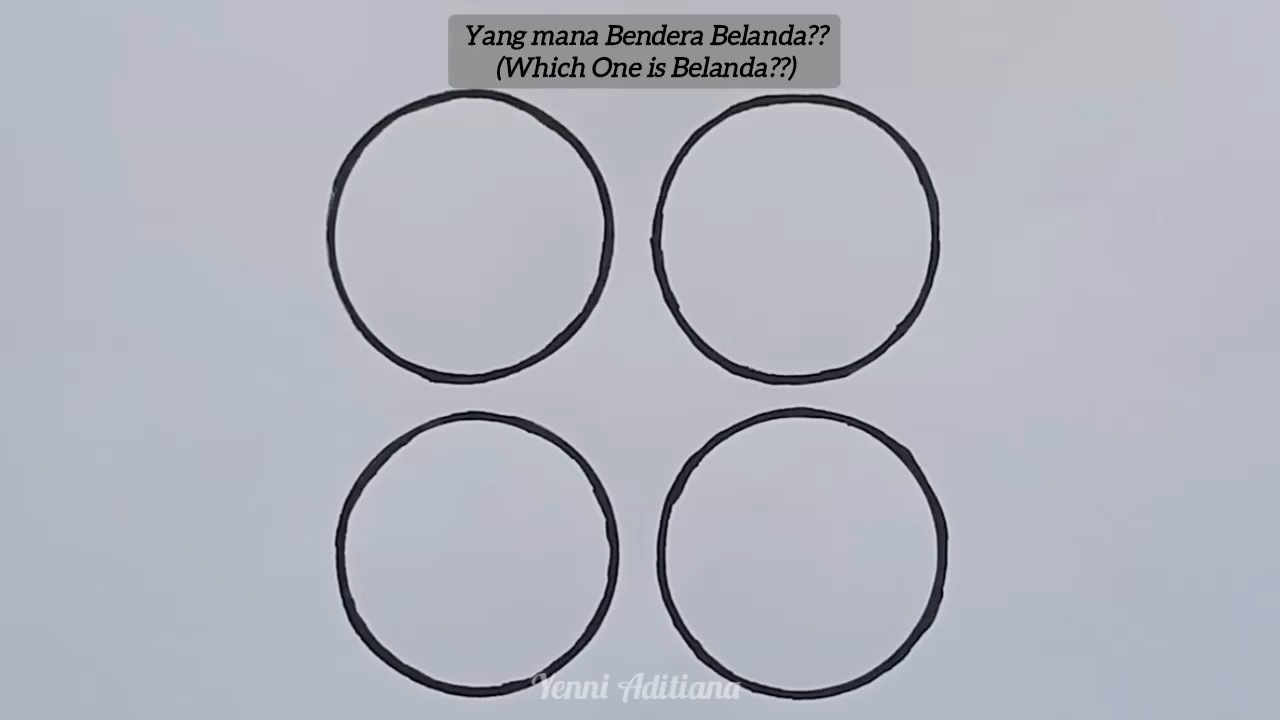 Yang mana Bendera Belanda??
(Which One is Belanda??)
Yenni Aditiana